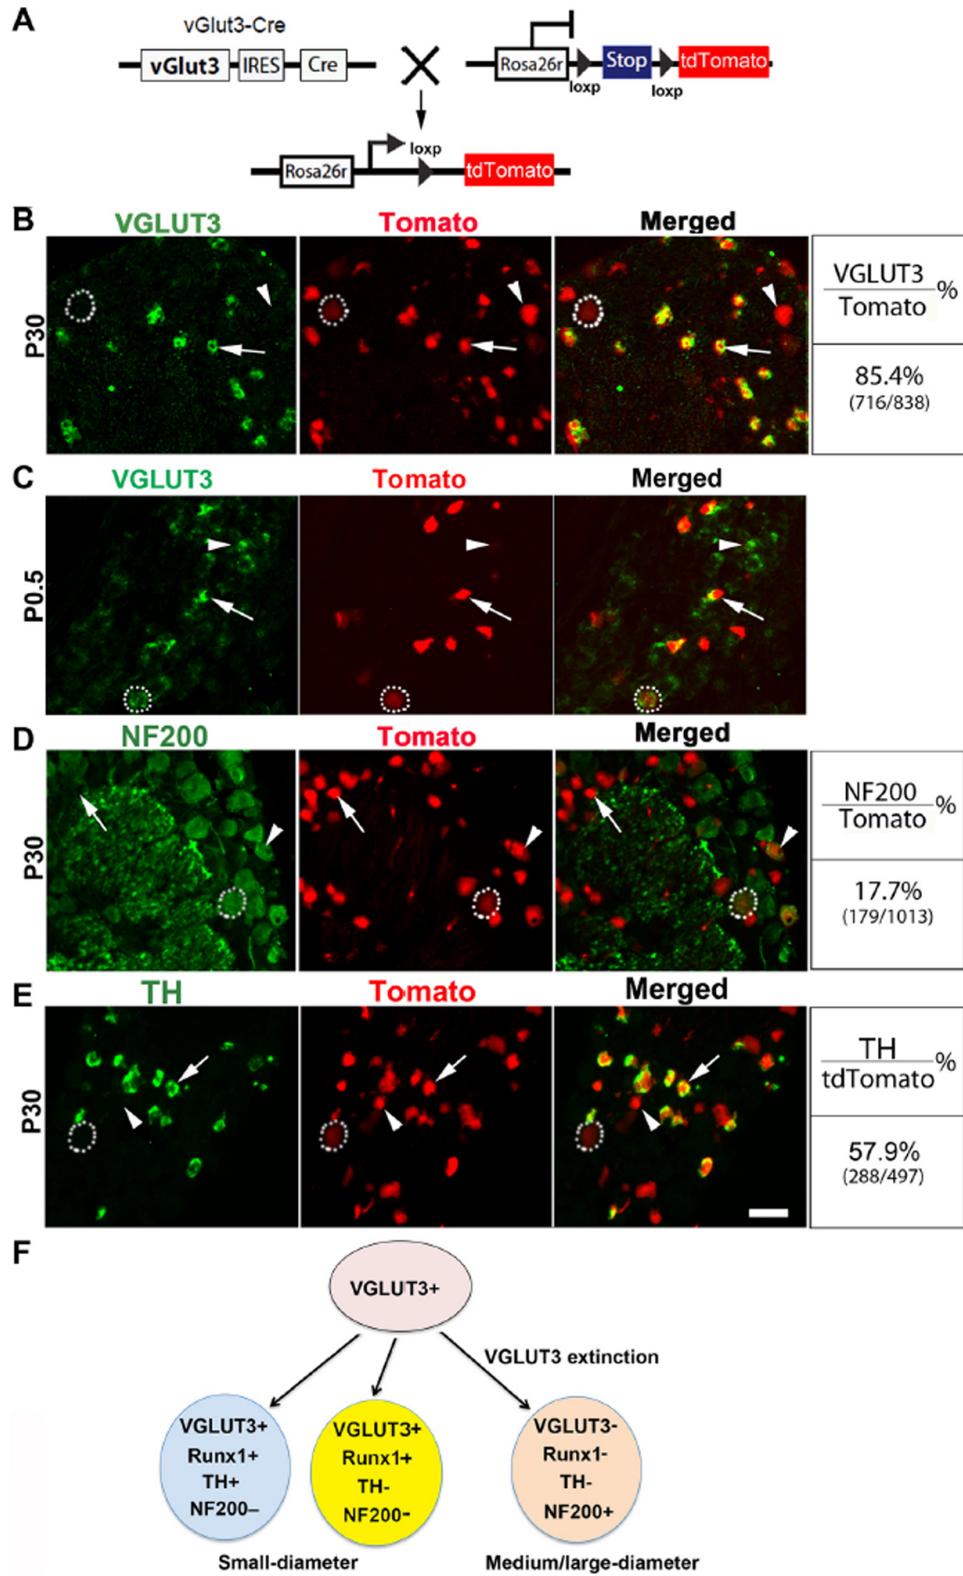 A
vGlut3-Cre
vGlut3 IRES Cre
Rosa26r Stop tdTomato
loxp loxp
loxp
Rosa26r tdTomato
B VGLUT3 Tomato Merged
P30
VGLUT3
Tomato %
85.4%
(716/838)
C VGLUT3 Tomato Merged
P0.5
D NF200 Tomato Merged
P30
NF200
Tomato %
17.7%
(179/1013)
E TH Tomato Merged
P30
TH
tdTomato %
57.9%
(288/497)
F
VGLUT3+
VGLUT3 extinction
VGLUT3+ VGLUT3+ VGLUT3-
Runx1+ Runx1+ Runx1-
TH+ TH- TH-
NF200– NF200- NF200+
Small-diameter Medium/large-diameter